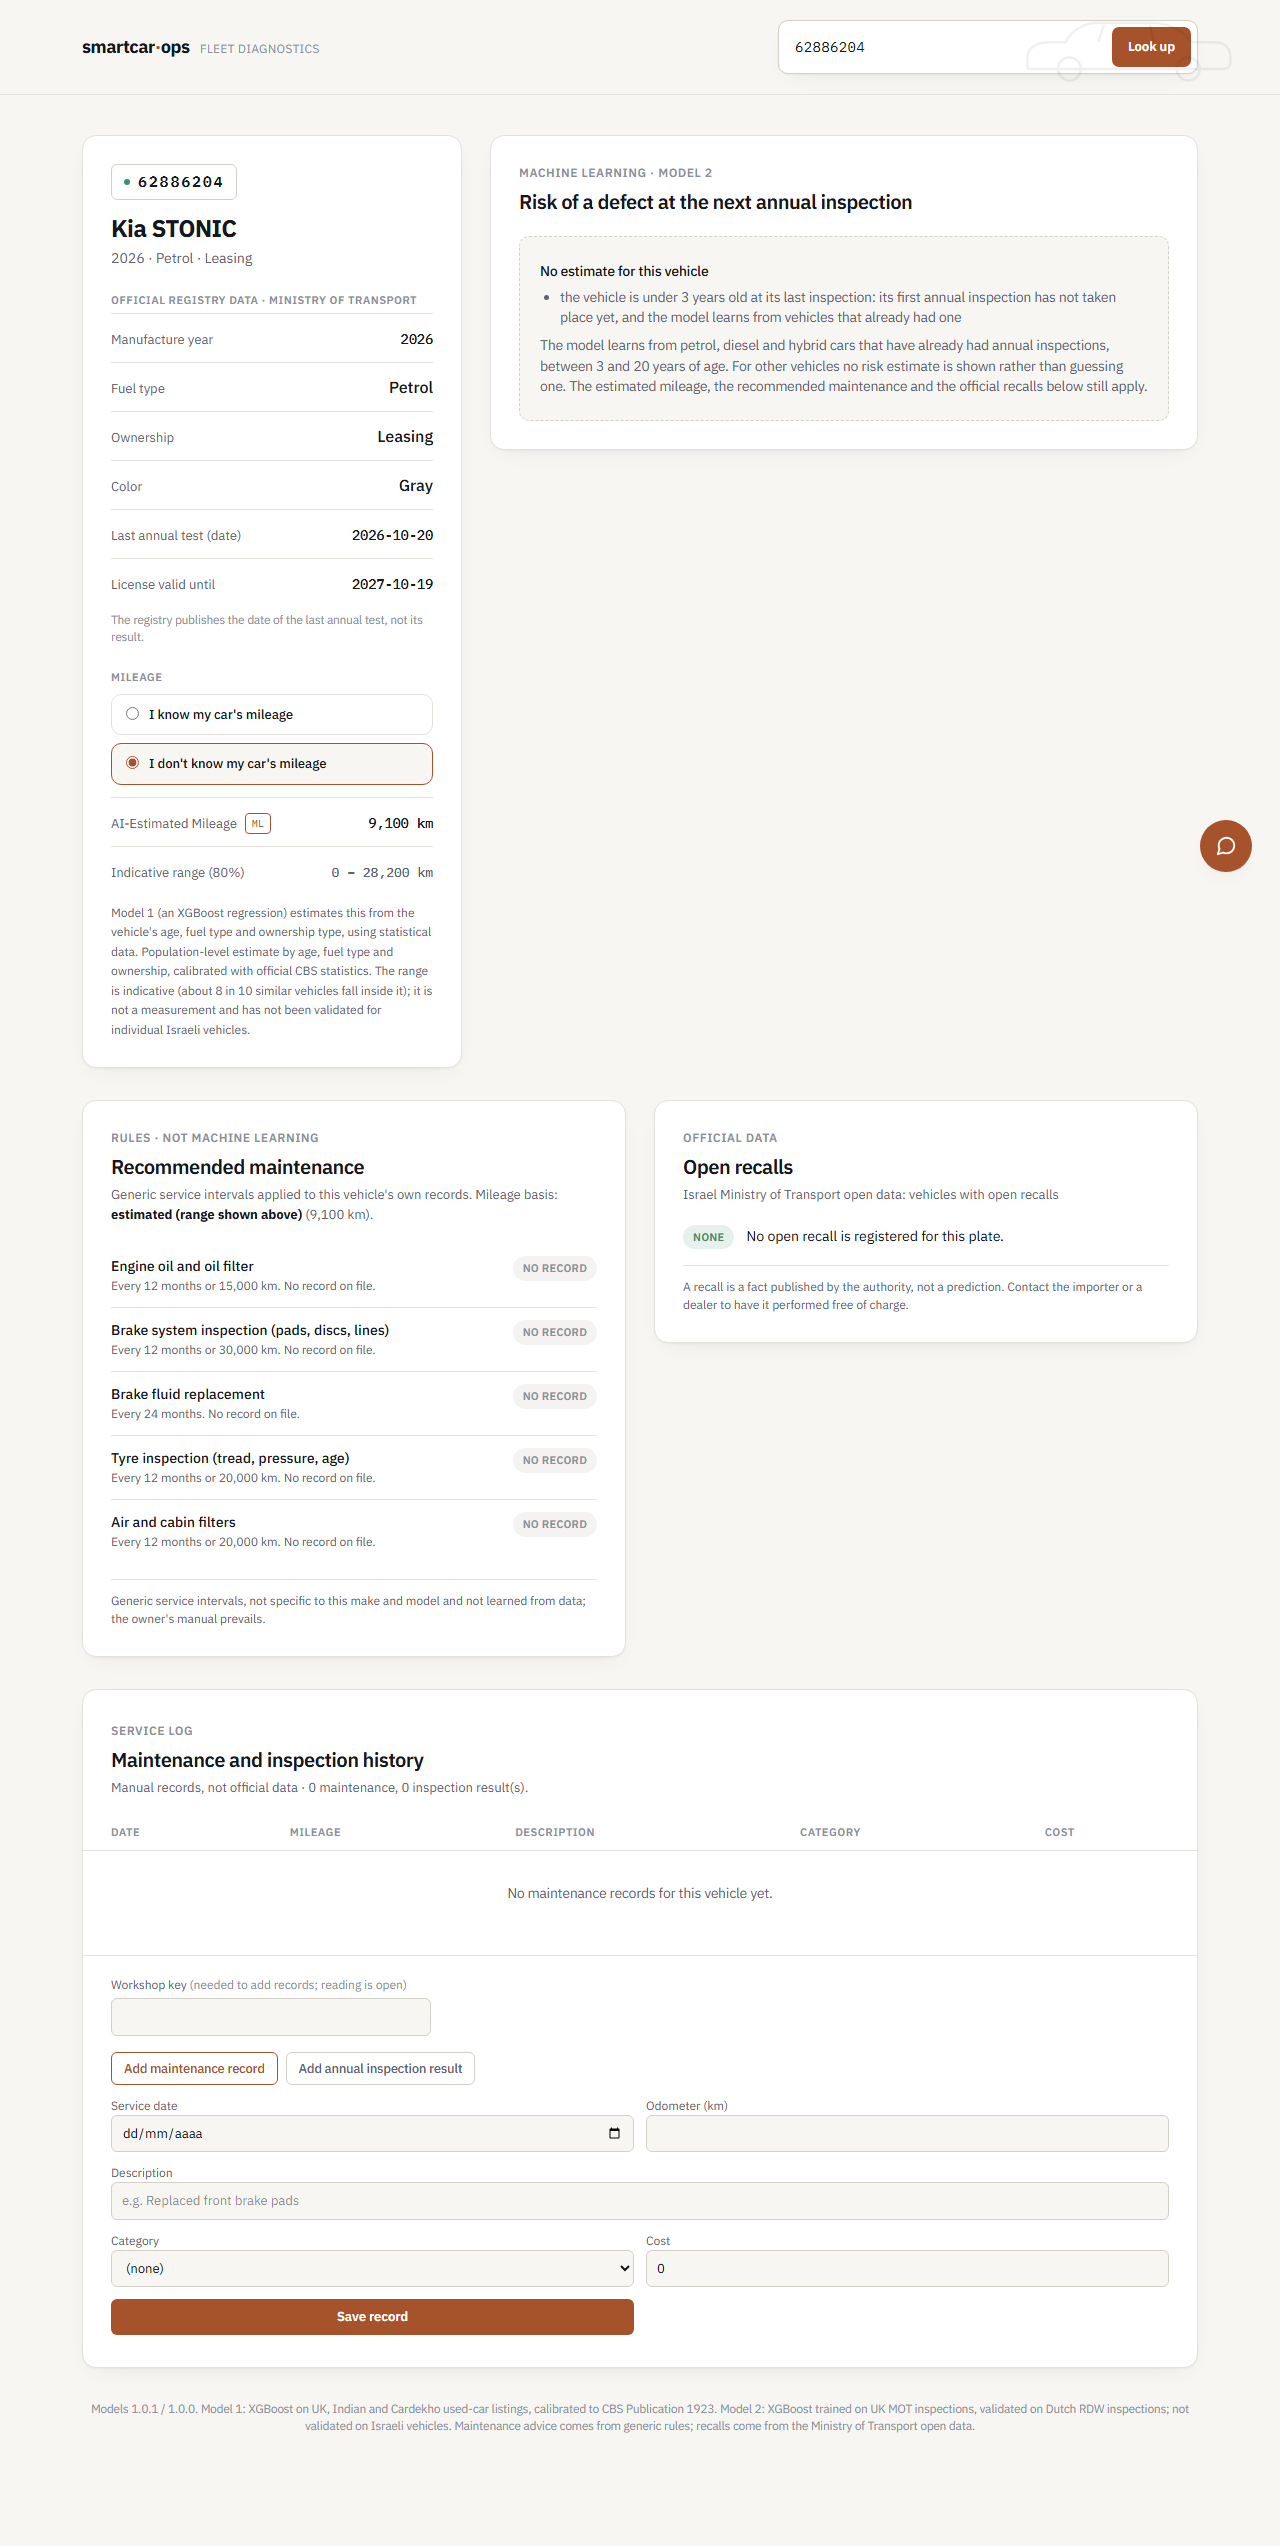 smartcar·ops FLEET DIAGNOSTICS
62886204
Look up
62886204
Kia STONIC
2026 · Petrol · Leasing
OFFICIAL REGISTRY DATA · MINISTRY OF TRANSPORT
Manufacture year 2026
Fuel type Petrol
Ownership Leasing
Color Gray
Last annual test (date) 2026-10-20
License valid until 2027-10-19
The registry publishes the date of the last annual test, not its
result.
MILEAGE
I know my car's mileage
I don't know my car's mileage
AI-Estimated Mileage ML 9,100 km
Indicative range (80%) 0 – 28,200 km
Model 1 (an XGBoost regression) estimates this from the
vehicle's age, fuel type and ownership type, using statistical
data. Population-level estimate by age, fuel type and
ownership, calibrated with official CBS statistics. The range
is indicative (about 8 in 10 similar vehicles fall inside it); it is
not a measurement and has not been validated for
individual Israeli vehicles.
MACHINE LEARNING · MODEL 2
Risk of a defect at the next annual inspection
No estimate for this vehicle
• the vehicle is under 3 years old at its last inspection: its first annual inspection has not taken
place yet, and the model learns from vehicles that already had one
The model learns from petrol, diesel and hybrid cars that have already had annual inspections,
between 3 and 20 years of age. For other vehicles no risk estimate is shown rather than guessing
one. The estimated mileage, the recommended maintenance and the official recalls below still apply.
RULES · NOT MACHINE LEARNING
Recommended maintenance
Generic service intervals applied to this vehicle's own records. Mileage basis:
estimated (range shown above) (9,100 km).
Engine oil and oil filter NO RECORD
Every 12 months or 15,000 km. No record on file.
Brake system inspection (pads, discs, lines) NO RECORD
Every 12 months or 30,000 km. No record on file.
Brake fluid replacement NO RECORD
Every 24 months. No record on file.
Tyre inspection (tread, pressure, age) NO RECORD
Every 12 months or 20,000 km. No record on file.
Air and cabin filters NO RECORD
Every 12 months or 20,000 km. No record on file.
Generic service intervals, not specific to this make and model and not learned from data;
the owner's manual prevails.
OFFICIAL DATA
Open recalls
Israel Ministry of Transport open data: vehicles with open recalls
NONE No open recall is registered for this plate.
A recall is a fact published by the authority, not a prediction. Contact the importer or a
dealer to have it performed free of charge.
SERVICE LOG
Maintenance and inspection history
Manual records, not official data · 0 maintenance, 0 inspection result(s).
DATE MILEAGE DESCRIPTION CATEGORY COST
No maintenance records for this vehicle yet.
Workshop key (needed to add records; reading is open)
Add maintenance record Add annual inspection result
Service date Odometer (km)
dd/mm/aaaa
Description
e.g. Replaced front brake pads
Category Cost
(none) 0
Save record
Models 1.0.1 / 1.0.0. Model 1: XGBoost on UK, Indian and Cardekho used-car listings, calibrated to CBS Publication 1923. Model 2: XGBoost trained on UK MOT inspections, validated on Dutch RDW inspections; not
validated on Israeli vehicles. Maintenance advice comes from generic rules; recalls come from the Ministry of Transport open data.